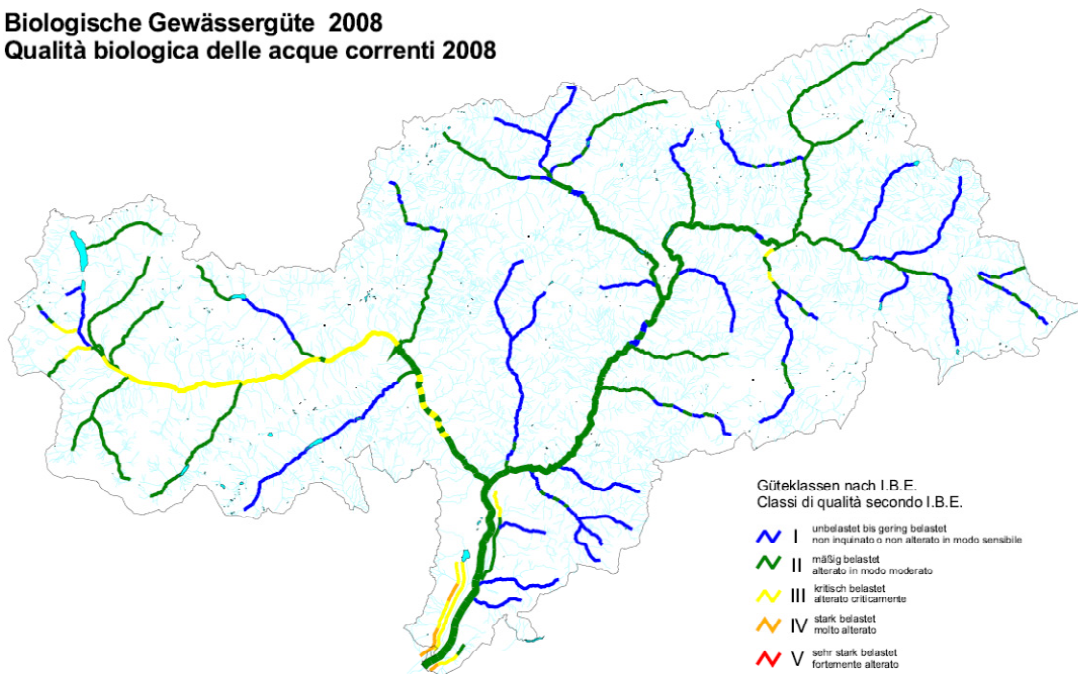 Biologische Gewässergüte 2008
Qualità biologica delle acque correnti 2008
Güteklassen nach I.B.E.
Classi di qualità secondo I.B.E.
I unbelastet bis gering belastet
non inquinato o non alterato in modo sensibile
II mäßig belastet
alterato in modo moderato
III kritisch belastet
alterato criticamente
IV stark belastet
molto alterato
V sehr stark belastet
fortemente alterato